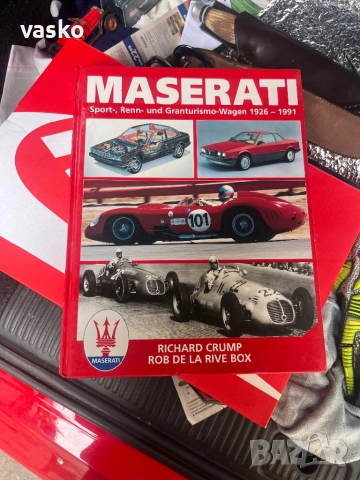 vasko
MASERATI
Sport-, Renn- und Granturismo-Wagen 1926 – 1991
101
22
MASERATI
RICHARD CRUMP
ROB DE LA RIVE BOX
BAZAR